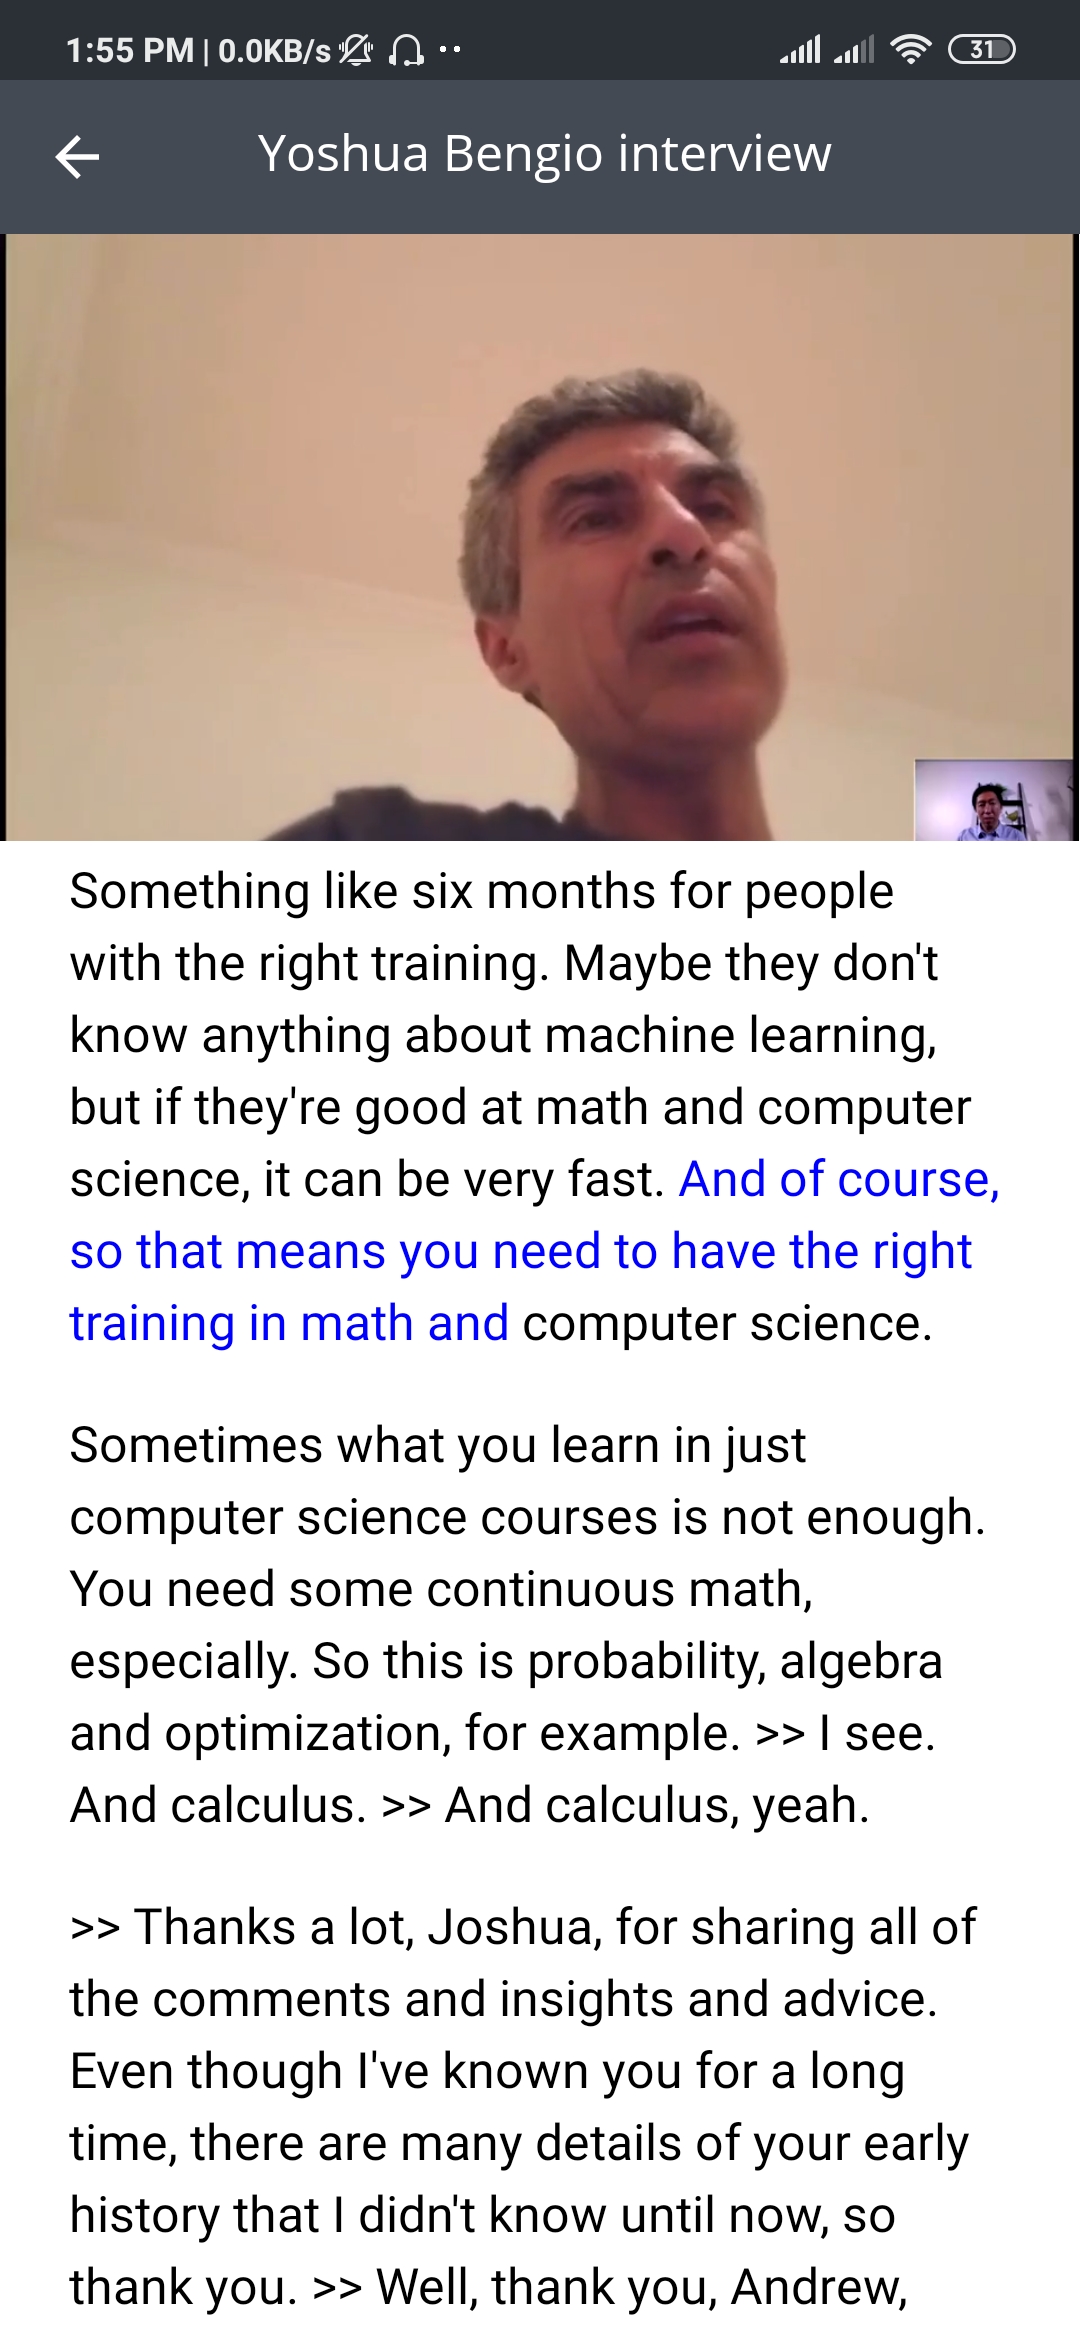 1:55 PM | 0.0KB/s
31
Yoshua Bengio interview
Something like six months for people
with the right training. Maybe they don't
know anything about machine learning,
but if they're good at math and computer
science, it can be very fast. And of course,
so that means you need to have the right
training in math and computer science.
Sometimes what you learn in just
computer science courses is not enough.
You need some continuous math,
especially. So this is probability, algebra
and optimization, for example. >> I see.
And calculus. >> And calculus, yeah.
>> Thanks a lot, Joshua, for sharing all of
the comments and insights and advice.
Even though I've known you for a long
time, there are many details of your early
history that I didn't know until now, so
thank you. >> Well, thank you, Andrew,